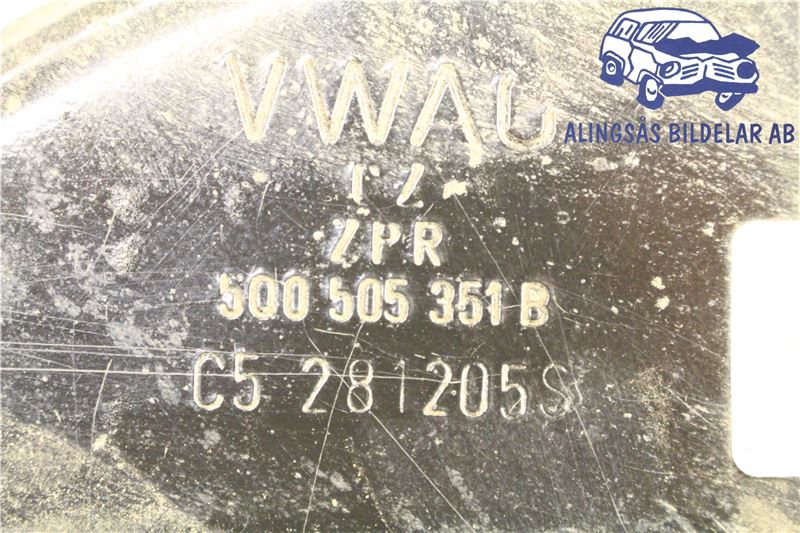 VWAG
ALINGSÅS BILDELAR AB
ZPR
5Q0 505 351 B
C5 281205S